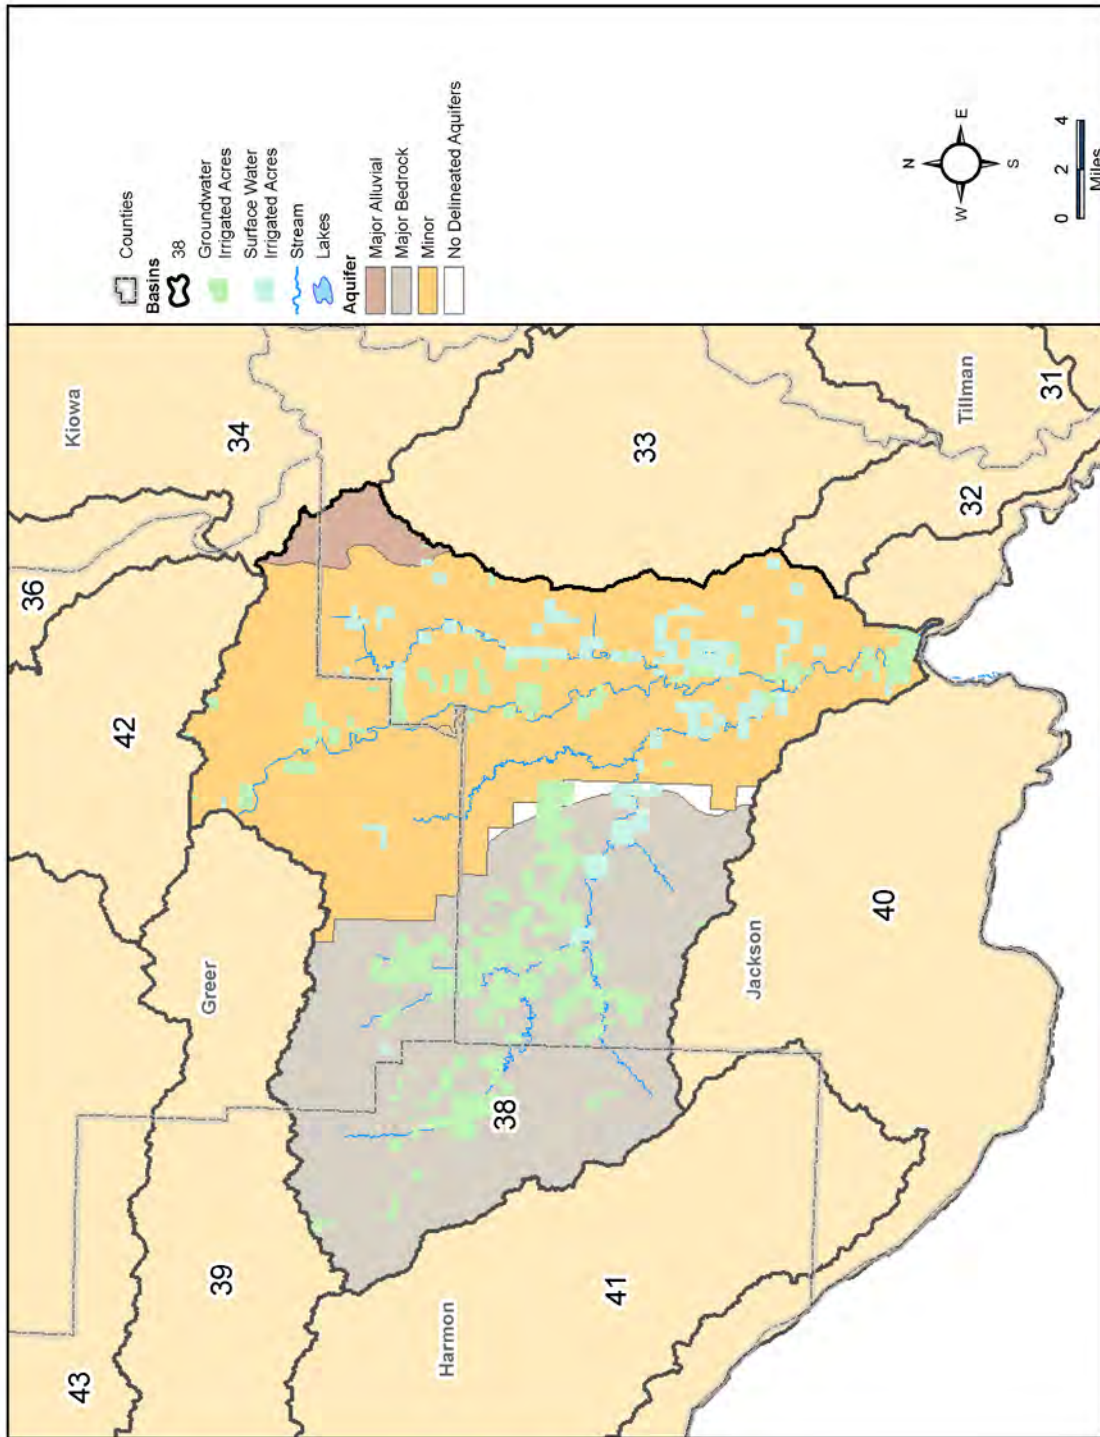 Counties
Basins
38
Groundwater
Irrigated Acres
Surface Water
Irrigated Acres
Stream
Lakes
Aquifer
Major Alluvial
Major Bedrock
Minor
No Delineated Aquifers
N
W E
S
0 2 4
Miles
43
42
36
Kiowa
34
39
Greer
38
33
Harmon
41
Jackson
40
32
Tillman
31